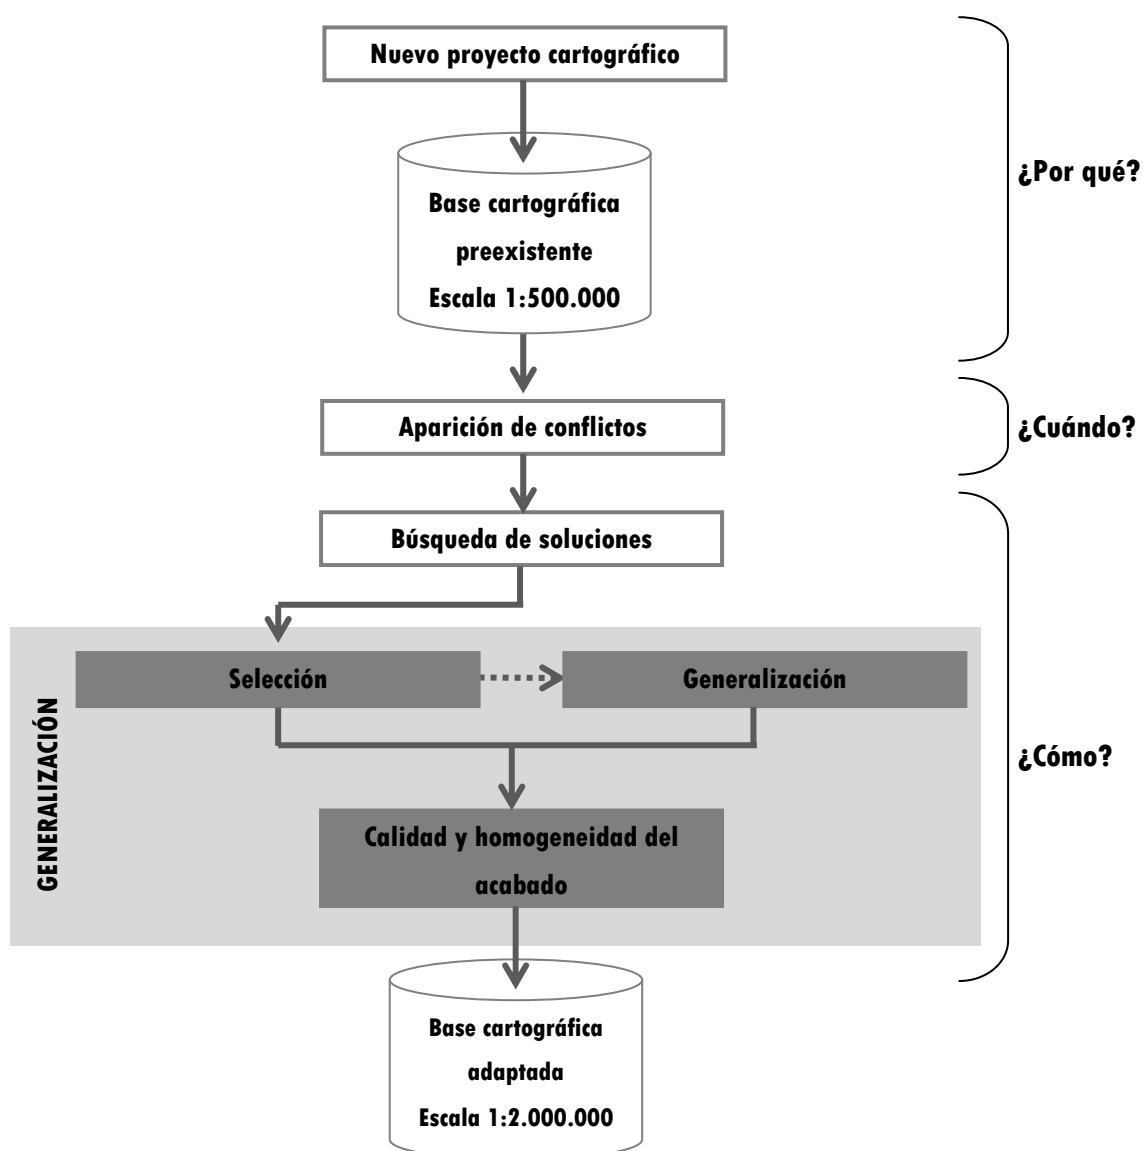 Nuevo proyecto cartográfico
¿Por qué?
Base cartográfica
preexistente
Escala 1:500.000
Aparición de conflictos
¿Cuándo?
Búsqueda de soluciones
GENERALIZACIÓN
Selección
Generalización
¿Cómo?
Calidad y homogeneidad del
acabado
Base cartográfica
adaptada
Escala 1:2.000.000